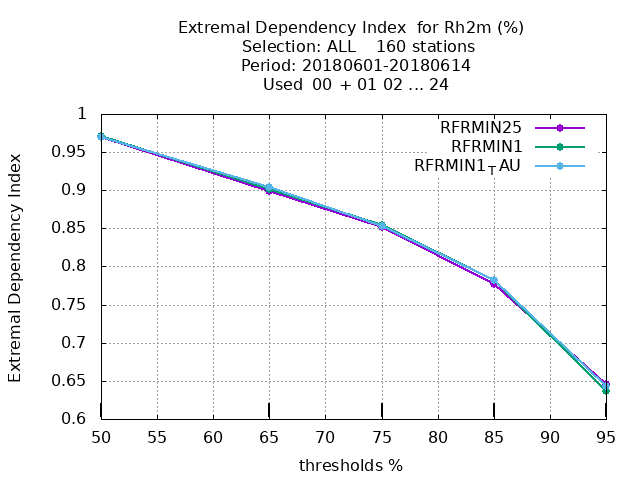 Extremal Dependency Index  for Rh2m (%)
Selection: ALL    160 stations
Period: 20180601-20180614
Used  00 + 01 02 ... 24
RFRMIN25
RFRMIN1
RFRMIN1TAU
Extremal Dependency Index
1
0.95
0.9
0.85
0.8
0.75
0.7
0.65
0.6
50 55 60 65 70 75 80 85 90 95
thresholds %